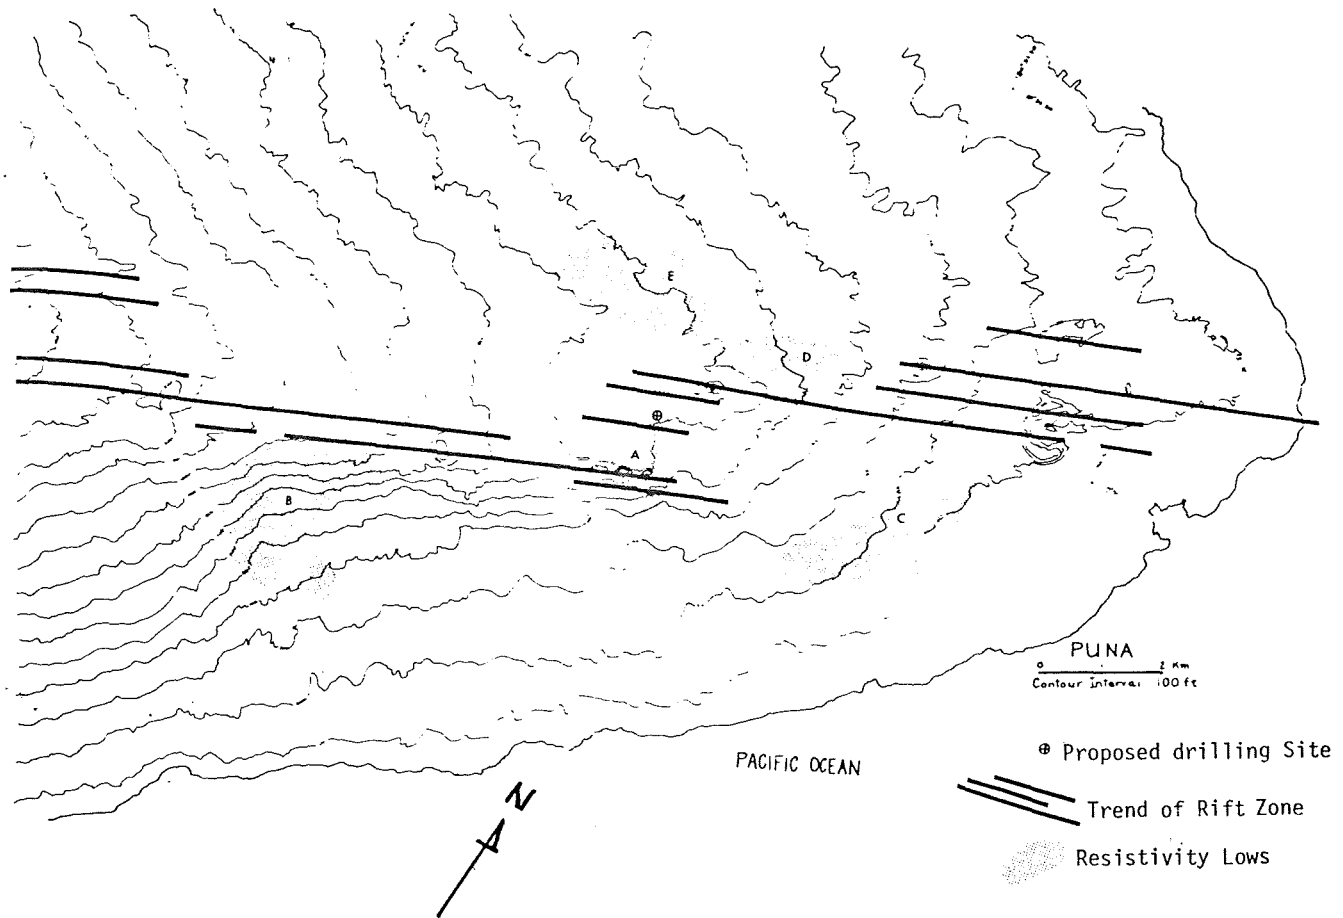 E
D
A
B
C
PUNA
0 2 Km
Contour Interval 100 ft
PACIFIC OCEAN
⊕ Proposed drilling Site
Trend of Rift Zone
Resistivity Lows
N